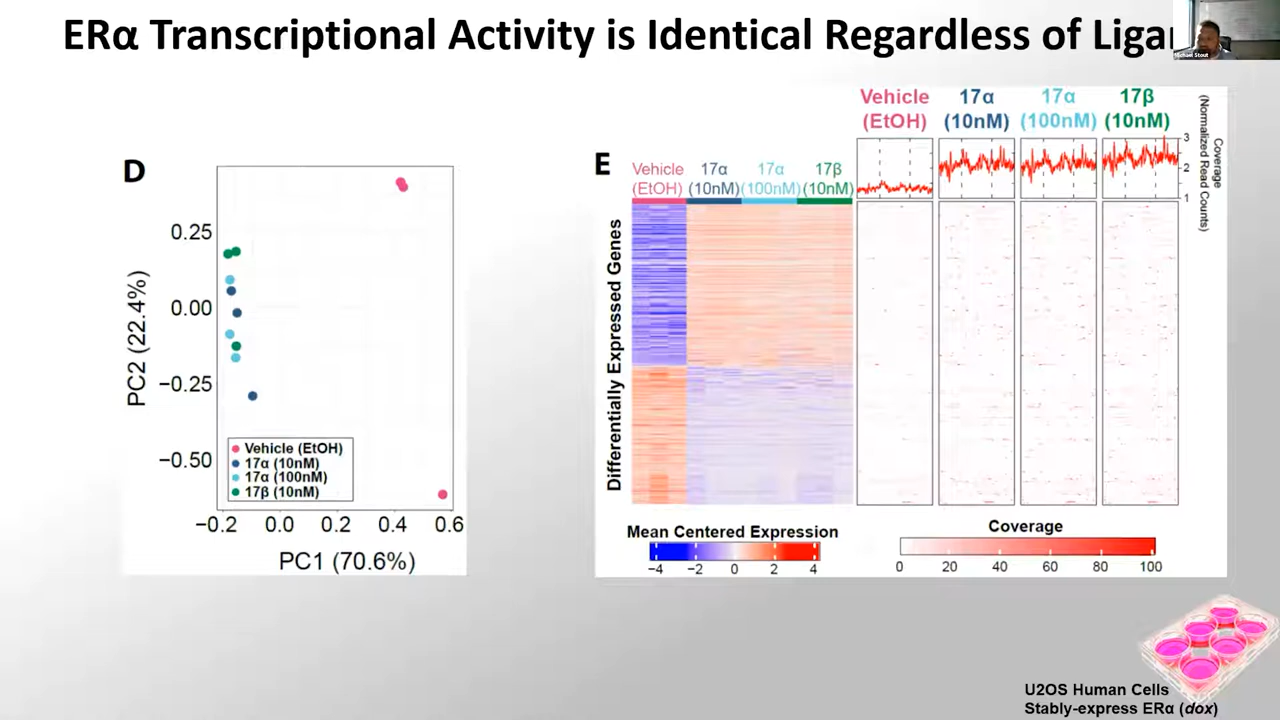 ERα Transcriptional Activity is Identical Regardless of Ligan
Michael Stout
D
0.25
0.00
−0.25
−0.50
PC2 (22.4%)
Vehicle (EtOH)
17α (10nM)
17α (100nM)
17β (10nM)
−0.2 0.0 0.2 0.4 0.6
PC1 (70.6%)
E
Vehicle 17α 17α 17β
(EtOH) (10nM) (100nM) (10nM)
Differentially Expressed Genes
Mean Centered Expression
−4 −2 0 2 4
Vehicle 17α 17α 17β
(EtOH) (10nM) (100nM) (10nM)
3
2
1
Coverage
(Normalized Read Counts)
Coverage
0 20 40 60 80 100
U2OS Human Cells
Stably-express ERα (dox)